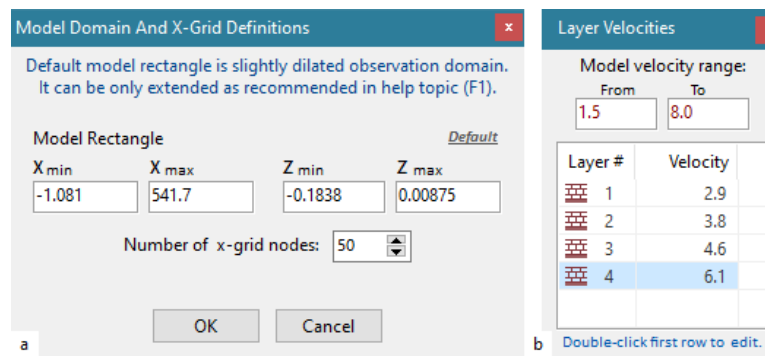 Model Domain And X-Grid Definitions
x
Default model rectangle is slightly dilated observation domain.
It can be only extended as recommended in help topic (F1).
Model Rectangle
Default
X min X max Z min Z max
-1.081 541.7 -0.1838 0.00875
Number of x-grid nodes: 50
OK Cancel
a
Layer Velocities
Model velocity range:
From To
1.5 8.0
Layer # Velocity
1 2.9
2 3.8
3 4.6
4 6.1
b
Double-click first row to edit.